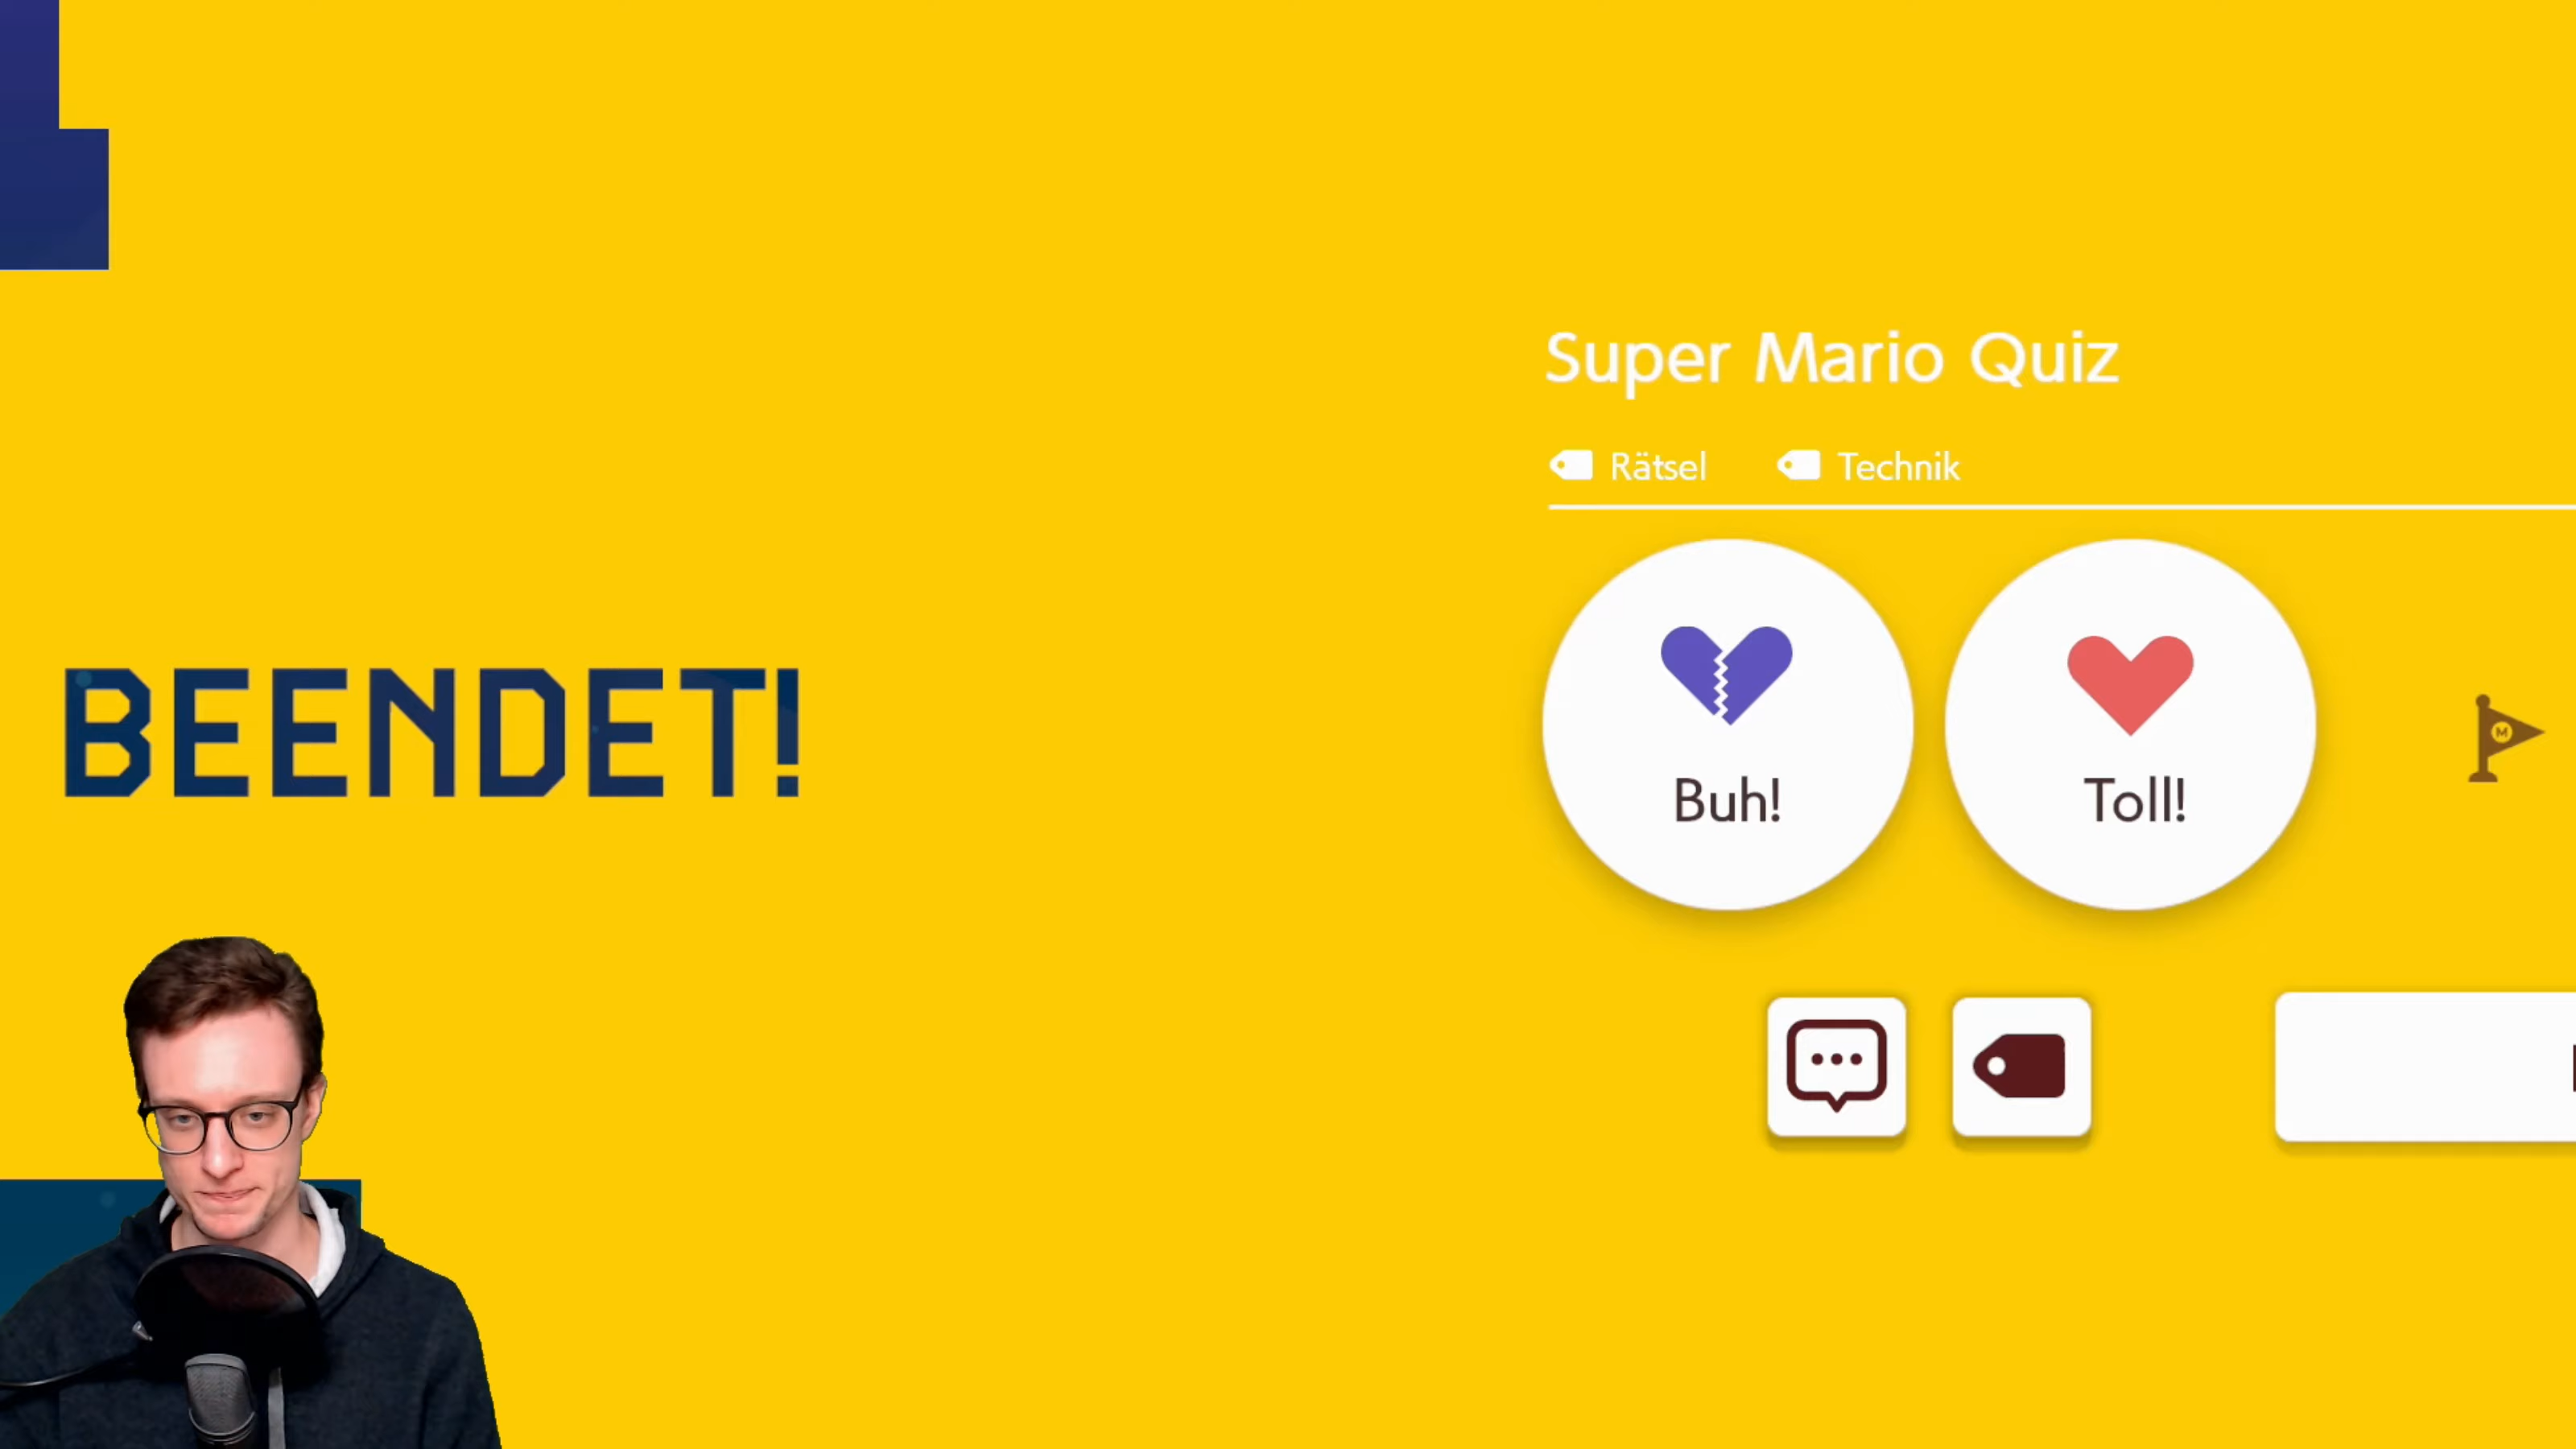 Super Mario Quiz
Rätsel Technik
BEENDET!
Buh! Toll!
M